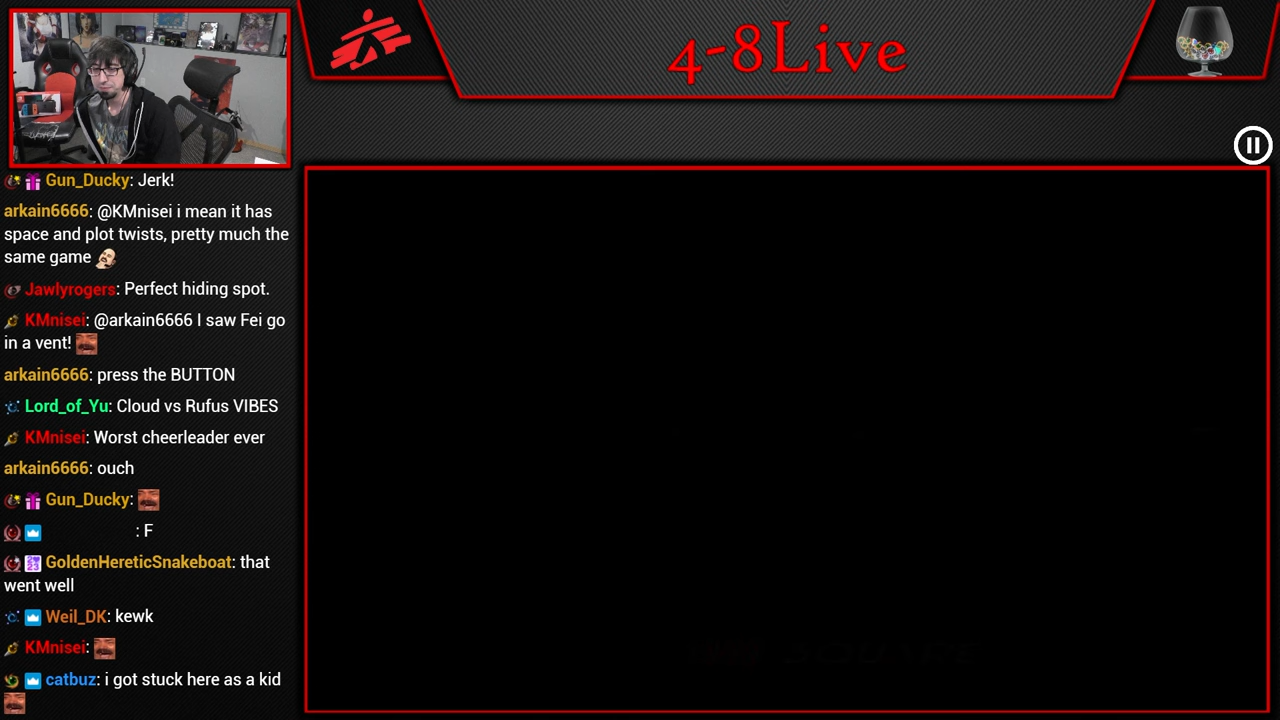 4-8Live
Gun_Ducky: Jerk!
arkain6666: @KMnisei i mean it has
space and plot twists, pretty much the
same game
Jawlyrogers: Perfect hiding spot.
KMnisei: @arkain6666 I saw Fei go
in a vent!
arkain6666: press the BUTTON
Lord_of_Yu: Cloud vs Rufus VIBES
KMnisei: Worst cheerleader ever
arkain6666: ouch
Gun_Ducky:
: F
GoldenHereticSnakeboat: that
went well
Weil_DK: kewk
KMnisei:
catbuz: i got stuck here as a kid